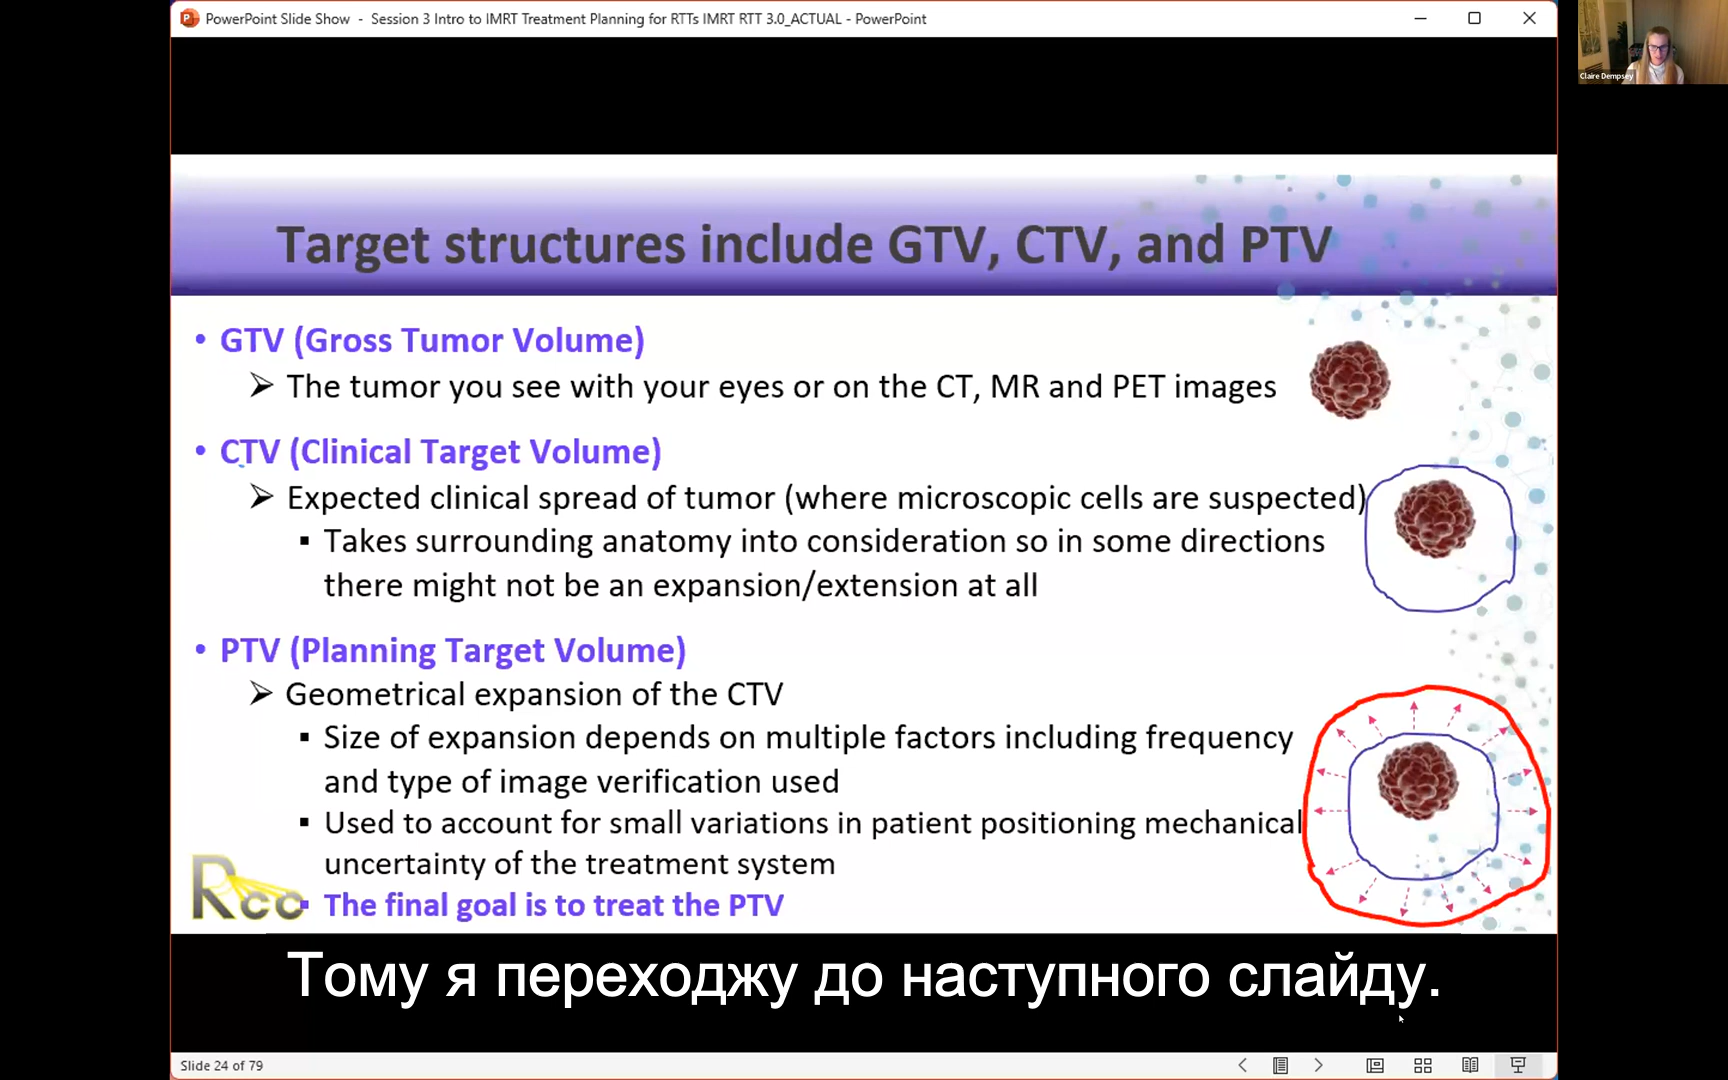 PowerPoint Slide Show - Session 3 Intro to IMRT Treatment Planning for RTTs IMRT RTT 3.0_ACTUAL - PowerPoint
Claire Dempsey
Target structures include GTV, CTV, and PTV
• GTV (Gross Tumor Volume)
➢ The tumor you see with your eyes or on the CT, MR and PET images
• CTV (Clinical Target Volume)
➢ Expected clinical spread of tumor (where microscopic cells are suspected)
▪ Takes surrounding anatomy into consideration so in some directions
there might not be an expansion/extension at all
• PTV (Planning Target Volume)
➢ Geometrical expansion of the CTV
▪ Size of expansion depends on multiple factors including frequency
and type of image verification used
▪ Used to account for small variations in patient positioning mechanical
uncertainty of the treatment system
▪ The final goal is to treat the PTV
Rcc
Тому я переходжу до наступного слайду.
Slide 24 of 79